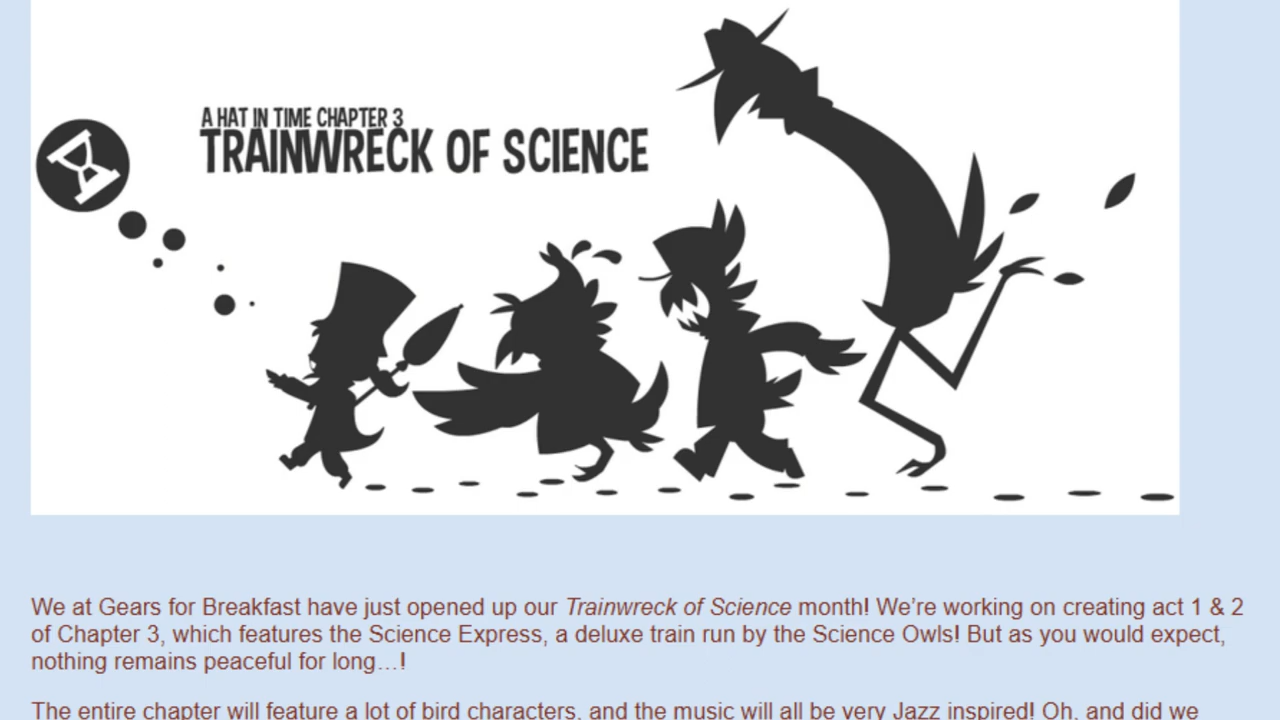 A HAT IN TIME CHAPTER 3
TRAINWRECK OF SCIENCE
We at Gears for Breakfast have just opened up our Trainwreck of Science month! We’re working on creating act 1 & 2
of Chapter 3, which features the Science Express, a deluxe train run by the Science Owls! But as you would expect,
nothing remains peaceful for long…!
The entire chapter will feature a lot of bird characters, and the music will all be very Jazz inspired! Oh, and did we